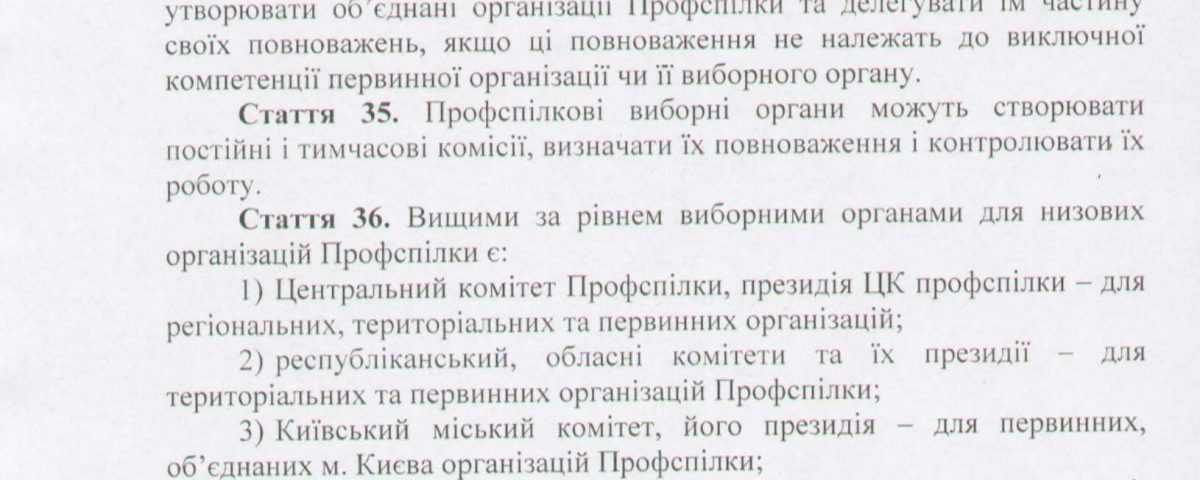 утворювати об’єднані організації Профспілки та делегувати їм частину
своїх повноважень, якщо ці повноваження не належать до виключної
компетенції первинної організації чи її виборного органу.
Стаття 35. Профспілкові виборні органи можуть створювати
постійні і тимчасові комісії, визначати їх повноваження і контролювати їх
роботу.
Стаття 36. Вищими за рівнем виборними органами для низових
організацій Профспілки є:
1) Центральний комітет Профспілки, президія ЦК профспілки – для
регіональних, територіальних та первинних організацій;
2) республіканський, обласні комітети та їх президії – для
територіальних та первинних організацій Профспілки;
3) Київський міський комітет, його президія – для первинних,
об’єднаних м. Києва організацій Профспілки;